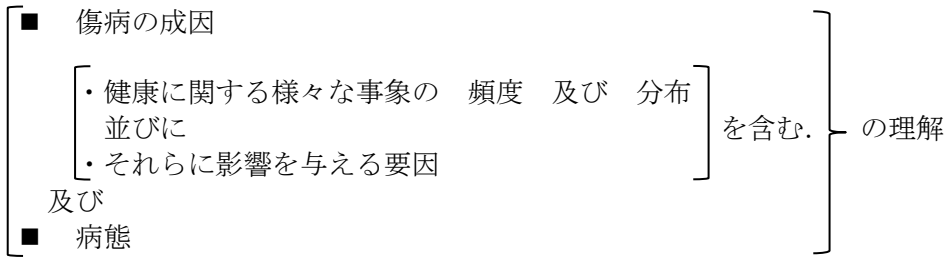 ■ 傷病の成因
・健康に関する様々な事象の 頻度 及び 分布
並びに
を含む. の理解
・それらに影響を与える要因
及び
■ 病態